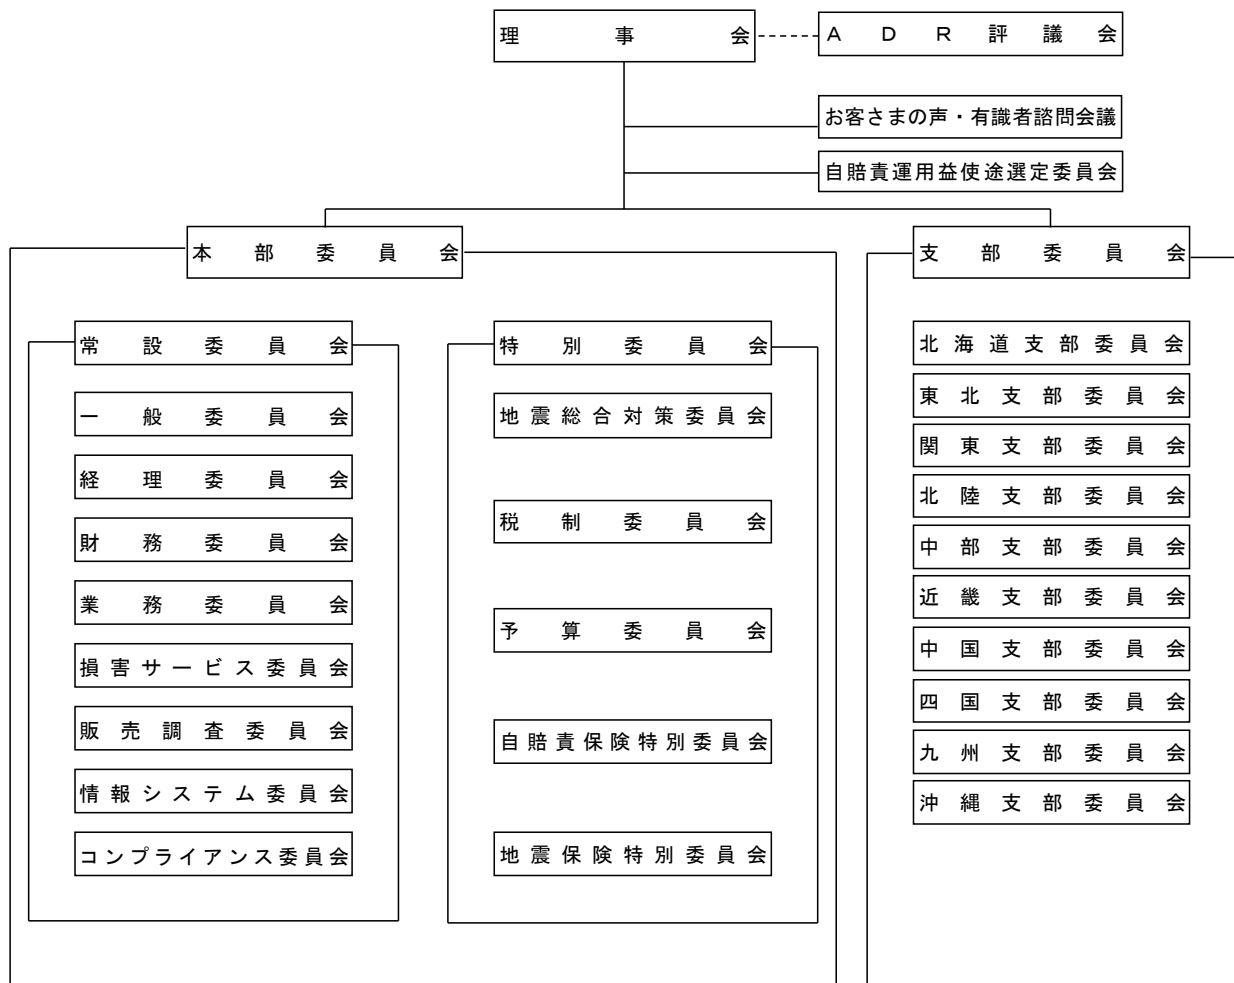 理事会
ＡＤＲ評議会
お客さまの声・有識者諮問会議
自賠責運用益使途選定委員会
本部委員会
支部委員会
常設委員会
一般委員会
経理委員会
財務委員会
業務委員会
損害サービス委員会
販売調査委員会
情報システム委員会
コンプライアンス委員会
特別委員会
地震総合対策委員会
税制委員会
予算委員会
自賠責保険特別委員会
地震保険特別委員会
北海道支部委員会
東北支部委員会
関東支部委員会
北陸支部委員会
中部支部委員会
近畿支部委員会
中国支部委員会
四国支部委員会
九州支部委員会
沖縄支部委員会